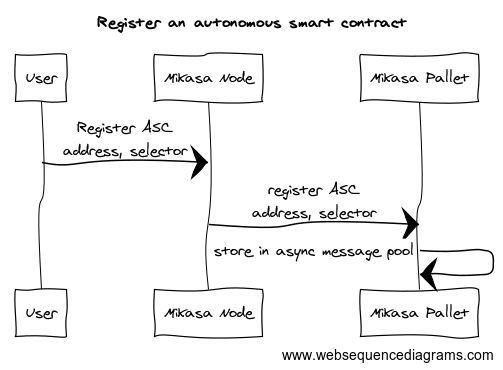 Register an autonomous smart contract
User
Mikasa Node
Mikasa Pallet
Register ASC
address, selector
register ASC
address, selector
store in async message pool
User
Mikasa Node
Mikasa Pallet
www.websequencediagrams.com